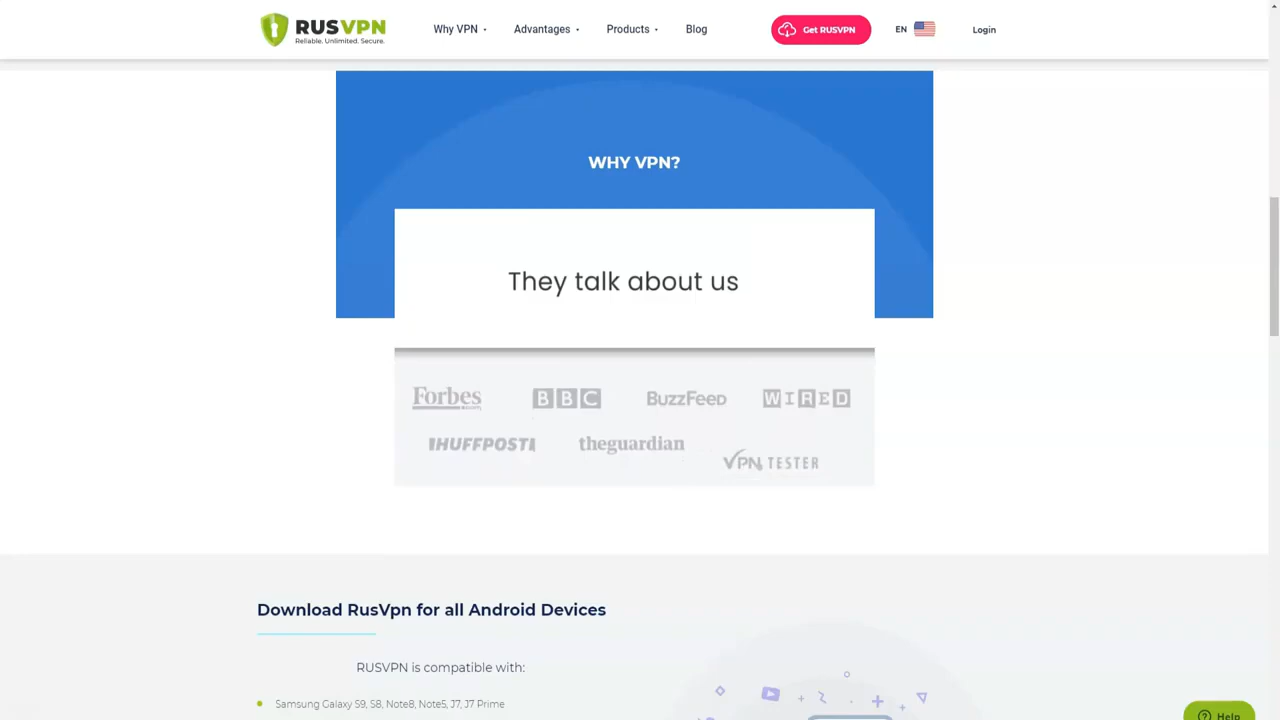 RUSVPN
Reliable. Unlimited. Secure.
Why VPN
Advantages
Products
Blog
Get RUSVPN
EN
Login
WHY VPN?
They talk about us
Forbes
BBC
BuzzFeed
WIRED
HUFFPOST
theguardian
VPN TESTER
Download RusVpn for all Android Devices
RUSVPN is compatible with:
Samsung Galaxy S9, S8, Note8, Note5, J7, J7 Prime
Help